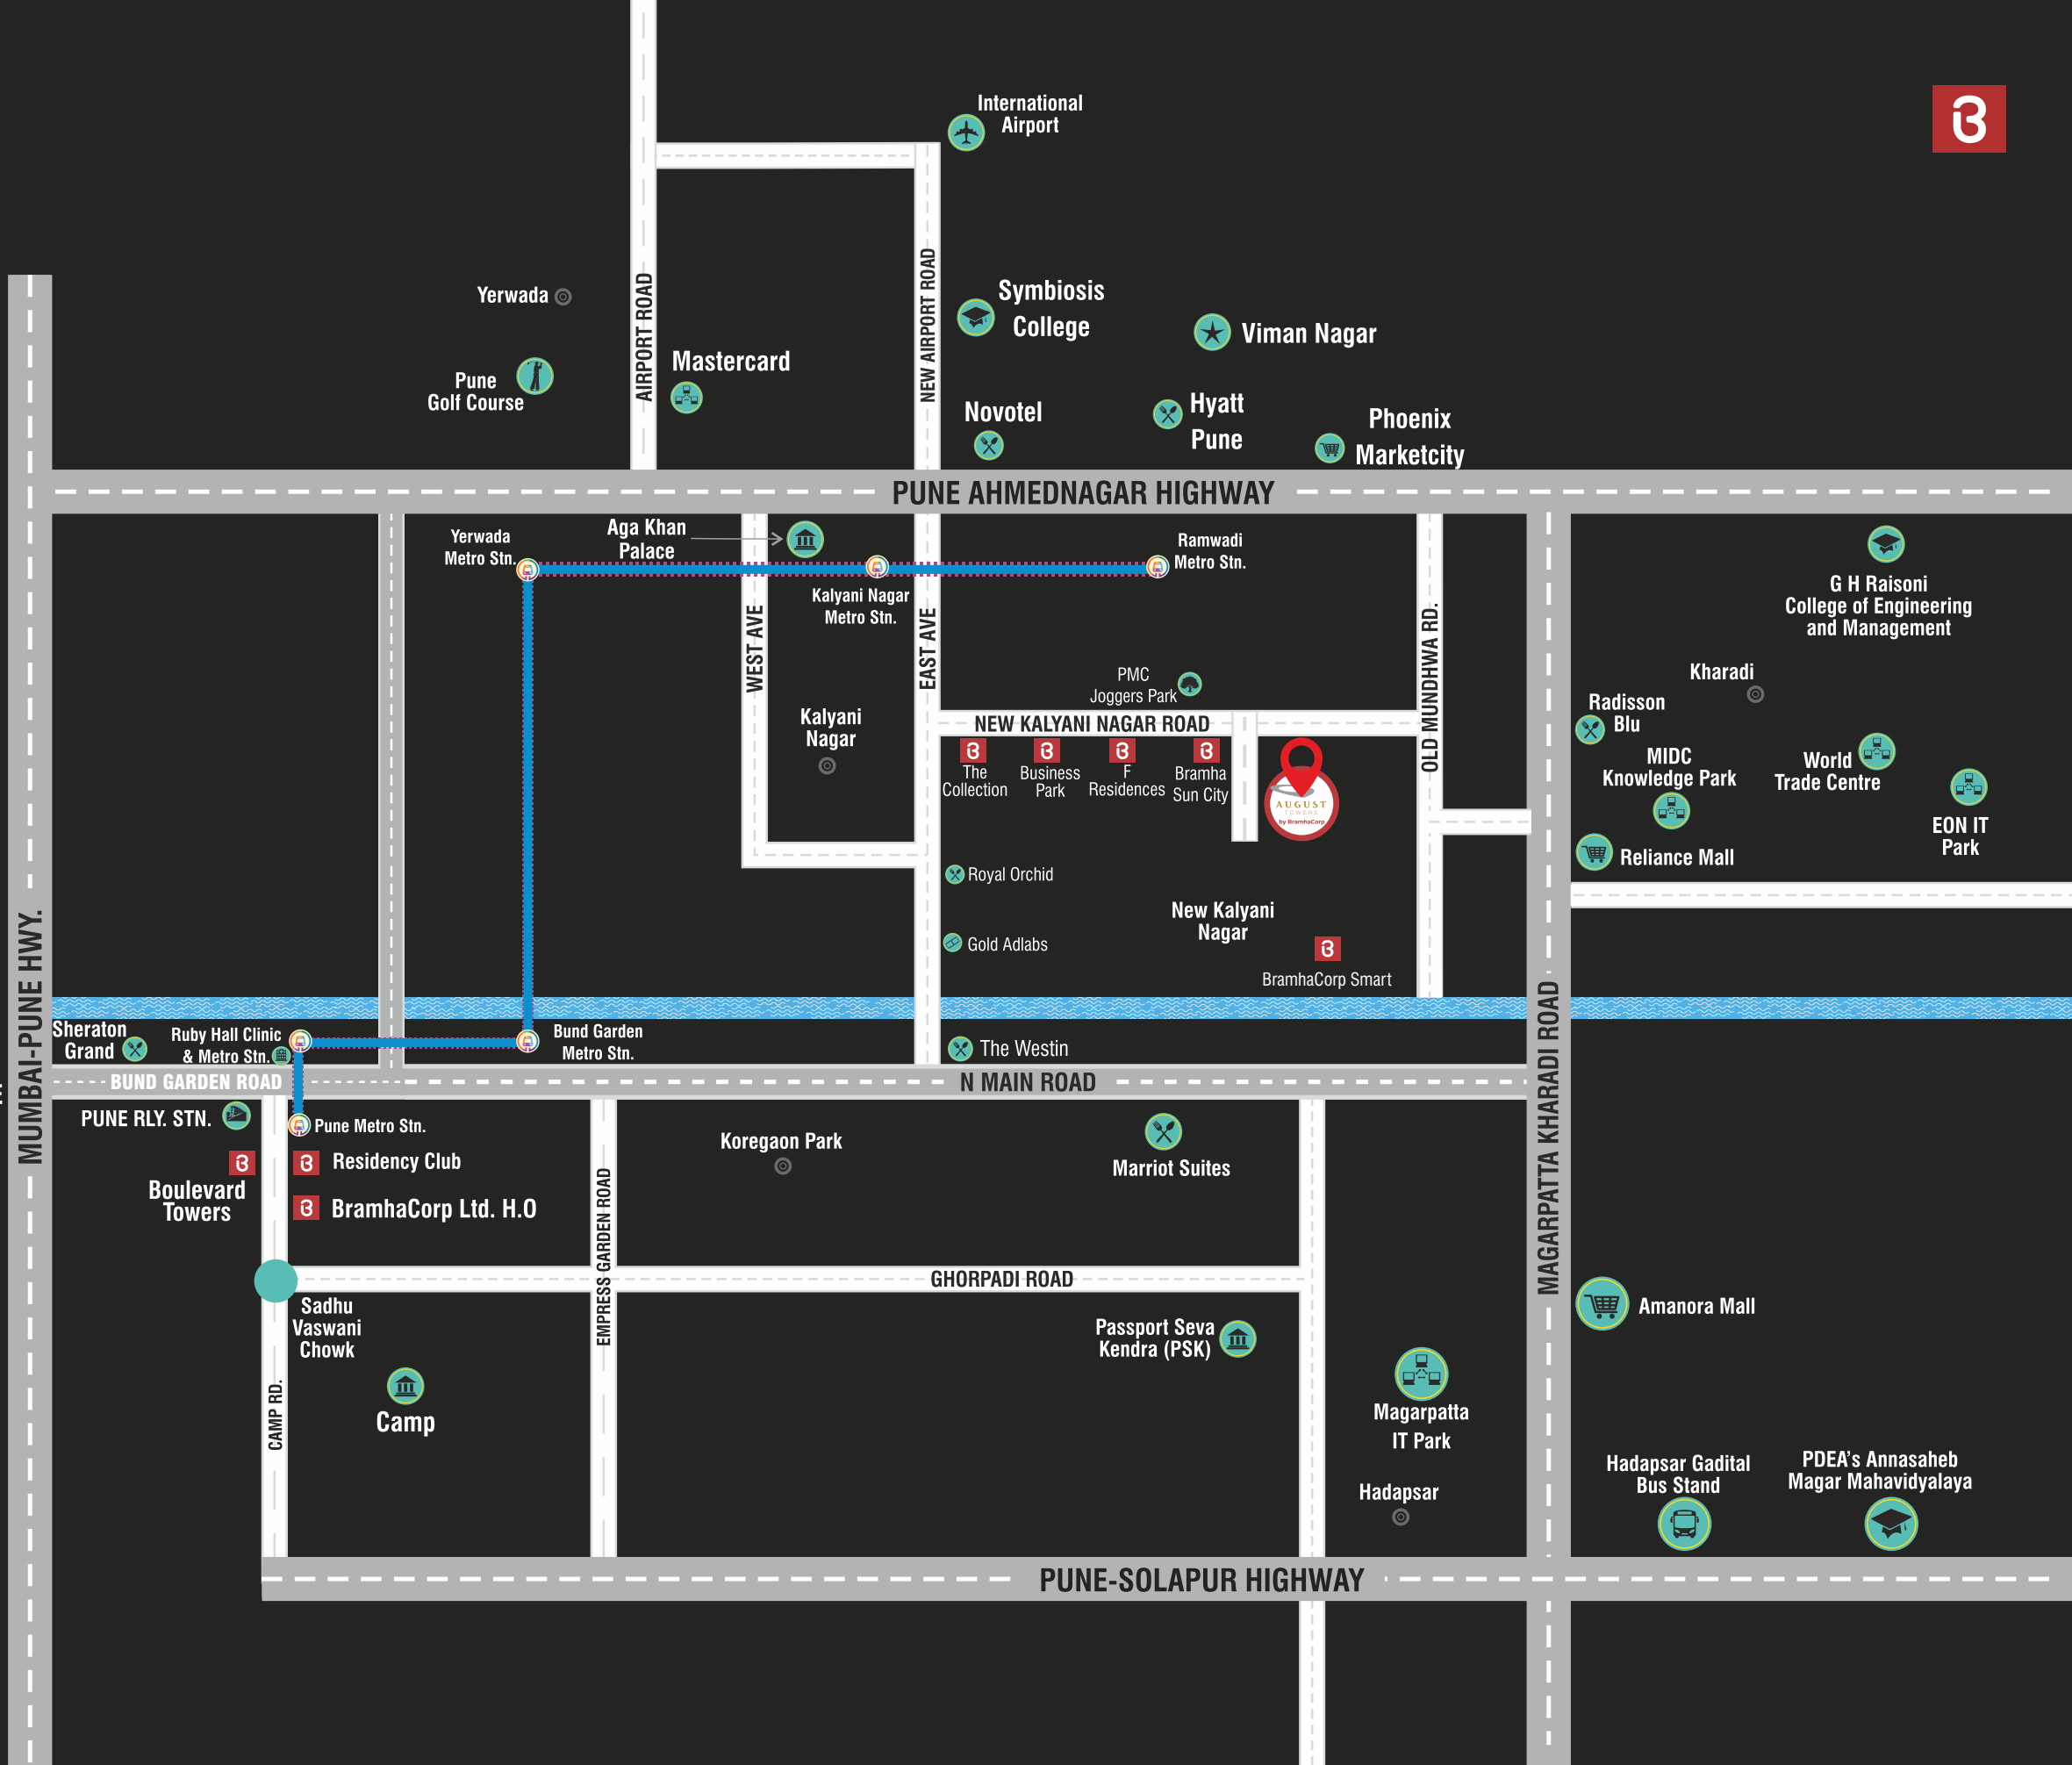 International
Airport
AIRPORT ROAD
NEW AIRPORT ROAD
Yerwada
Symbiosis
College
Viman Nagar
Pune
Golf Course
Mastercard
Novotel
Hyatt
Pune
Phoenix
Marketcity
PUNE AHMEDNAGAR HIGHWAY
Yerwada
Metro Stn.
Aga Khan
Palace
Kalyani Nagar
Metro Stn.
Ramwadi
Metro Stn.
WEST AVE
EAST AVE
OLD MUNDHWA RD.
G H Raisoni
College of Engineering
and Management
PMC
Joggers Park
Kharadi
Radisson
Blu
Kalyani
Nagar
NEW KALYANI NAGAR ROAD
The
Collection
Business
Park
F
Residences
Bramha
Sun City
AUGUST
TOWERS
by BramhaCorp
MIDC
Knowledge Park
World
Trade Centre
EON IT
Park
Reliance Mall
Royal Orchid
Gold Adlabs
New Kalyani
Nagar
BramhaCorp Smart
MUMBAI-PUNE HWY.
MAGARPATTA KHARADI ROAD
Sheraton
Grand
Ruby Hall Clinic
& Metro Stn.
Bund Garden
Metro Stn.
The Westin
BUND GARDEN ROAD
N MAIN ROAD
PUNE RLY. STN.
Pune Metro Stn.
Residency Club
Boulevard
Towers
BramhaCorp Ltd. H.O
Koregaon Park
Marriot Suites
EMPRESS GARDEN ROAD
GHORPADI ROAD
Sadhu
Vaswani
Chowk
CAMP RD.
Camp
Passport Seva
Kendra (PSK)
Amanora Mall
Magarpatta
IT Park
Hadapsar
Hadapsar Gadital
Bus Stand
PDEA's Annasaheb
Magar Mahavidyalaya
PUNE-SOLAPUR HIGHWAY